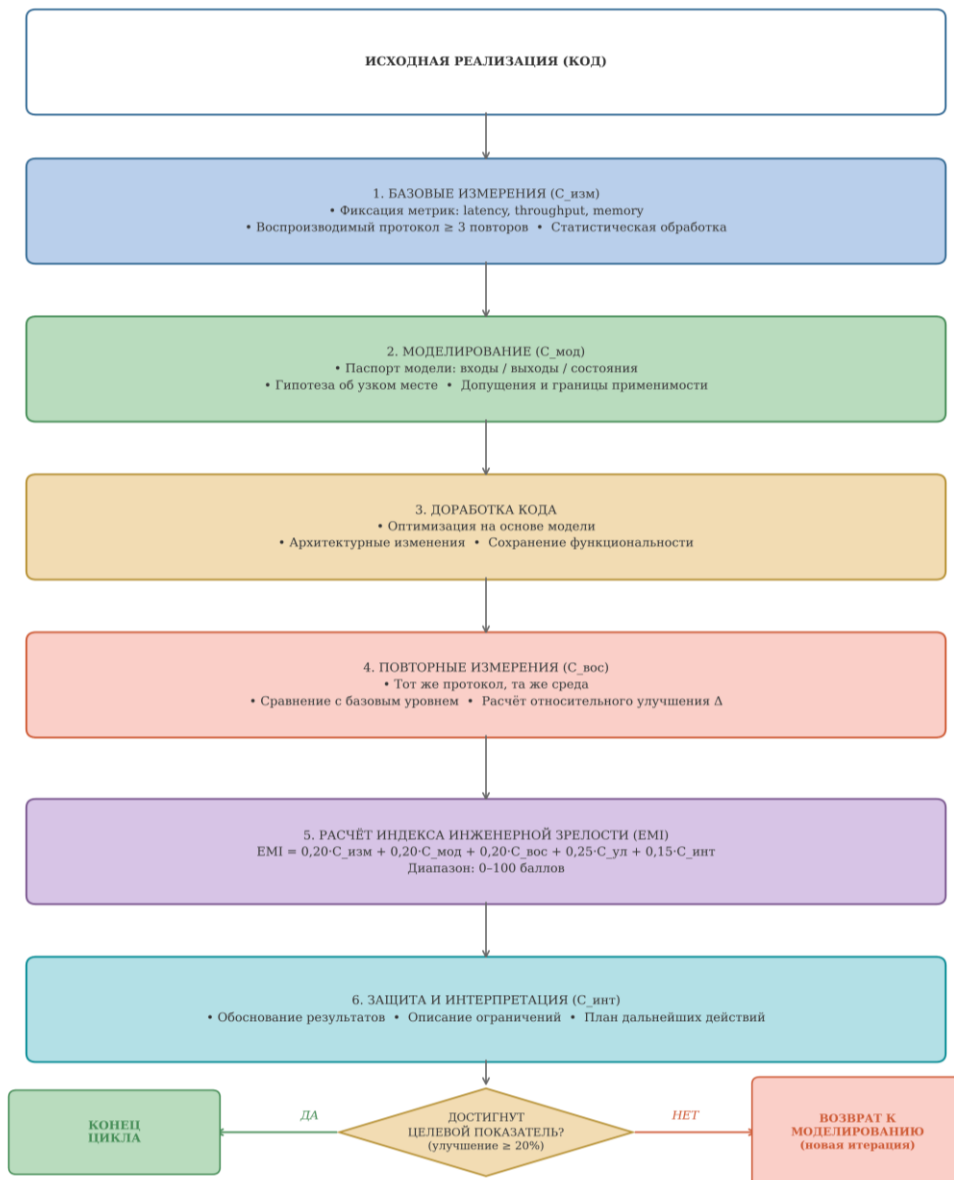 ИСХОДНАЯ РЕАЛИЗАЦИЯ (КОД)
1. БАЗОВЫЕ ИЗМЕРЕНИЯ (C_изм)
• Фиксация метрик: latency, throughput, memory
• Воспроизводимый протокол ≥ 3 повторов • Статистическая обработка
2. МОДЕЛИРОВАНИЕ (C_мод)
• Паспорт модели: входы / выходы / состояния
• Гипотеза об узком месте • Допущения и границы применимости
3. ДОРАБОТКА КОДА
• Оптимизация на основе модели
• Архитектурные изменения • Сохранение функциональности
4. ПОВТОРНЫЕ ИЗМЕРЕНИЯ (C_вос)
• Тот же протокол, та же среда
• Сравнение с базовым уровнем • Расчёт относительного улучшения Δ
5. РАСЧЁТ ИНДЕКСА ИНЖЕНЕРНОЙ ЗРЕЛОСТИ (EMI)
EMI = 0,20·C_изм + 0,20·C_мод + 0,20·C_вос + 0,25·C_ул + 0,15·C_инт
Диапазон: 0–100 баллов
6. ЗАЩИТА И ИНТЕРПРЕТАЦИЯ (C_инт)
• Обоснование результатов • Описание ограничений • План дальнейших действий
КОНЕЦ
ЦИКЛА
ДА
ДОСТИГНУТ
ЦЕЛЕВОЙ ПОКАЗАТЕЛЬ?
(улучшение ≥ 20%)
НЕТ
ВОЗВРАТ К
МОДЕЛИРОВАНИЮ
(новая итерация)